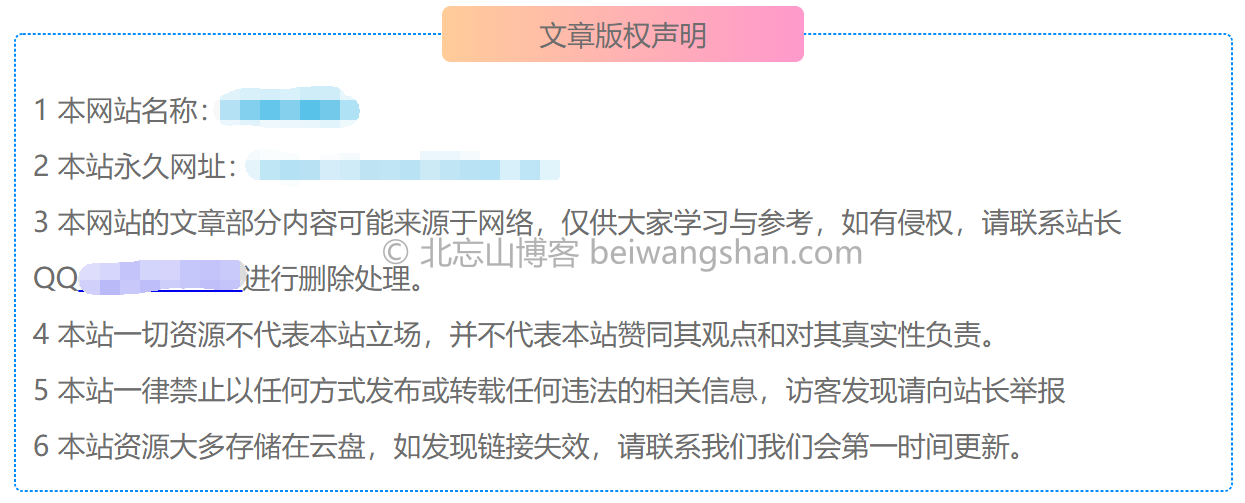 文章版权声明
1 本网站名称：
2 本站永久网址：
3 本网站的文章部分内容可能来源于网络，仅供大家学习与参考，如有侵权，请联系站长
© 北忘山博客 beiwangshan.com
QQ进行删除处理。
4 本站一切资源不代表本站立场，并不代表本站赞同其观点和对其真实性负责。
5 本站一律禁止以任何方式发布或转载任何违法的相关信息，访客发现请向站长举报
6 本站资源大多存储在云盘，如发现链接失效，请联系我们我们会第一时间更新。